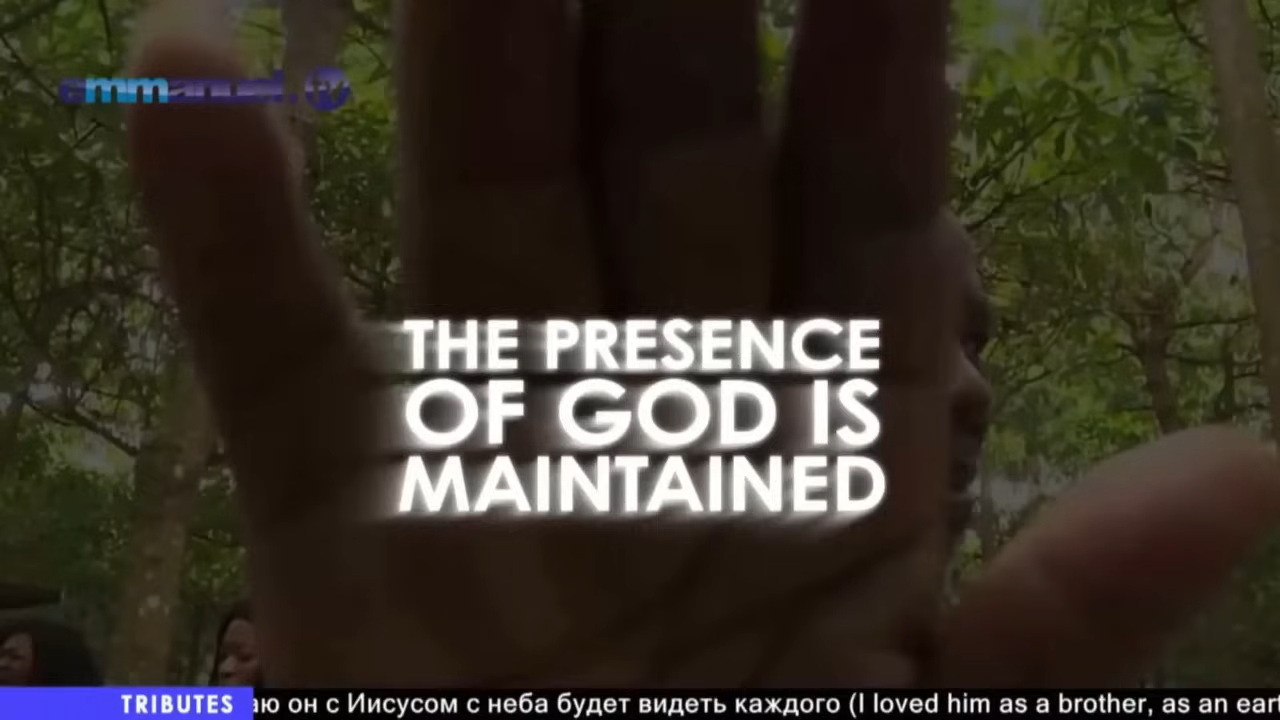 emmanuel.tv
THE PRESENCE
OF GOD IS
MAINTAINED
TRIBUTES
аю он с Иисусом с неба будет видеть каждого (I loved him as a brother, as an ear